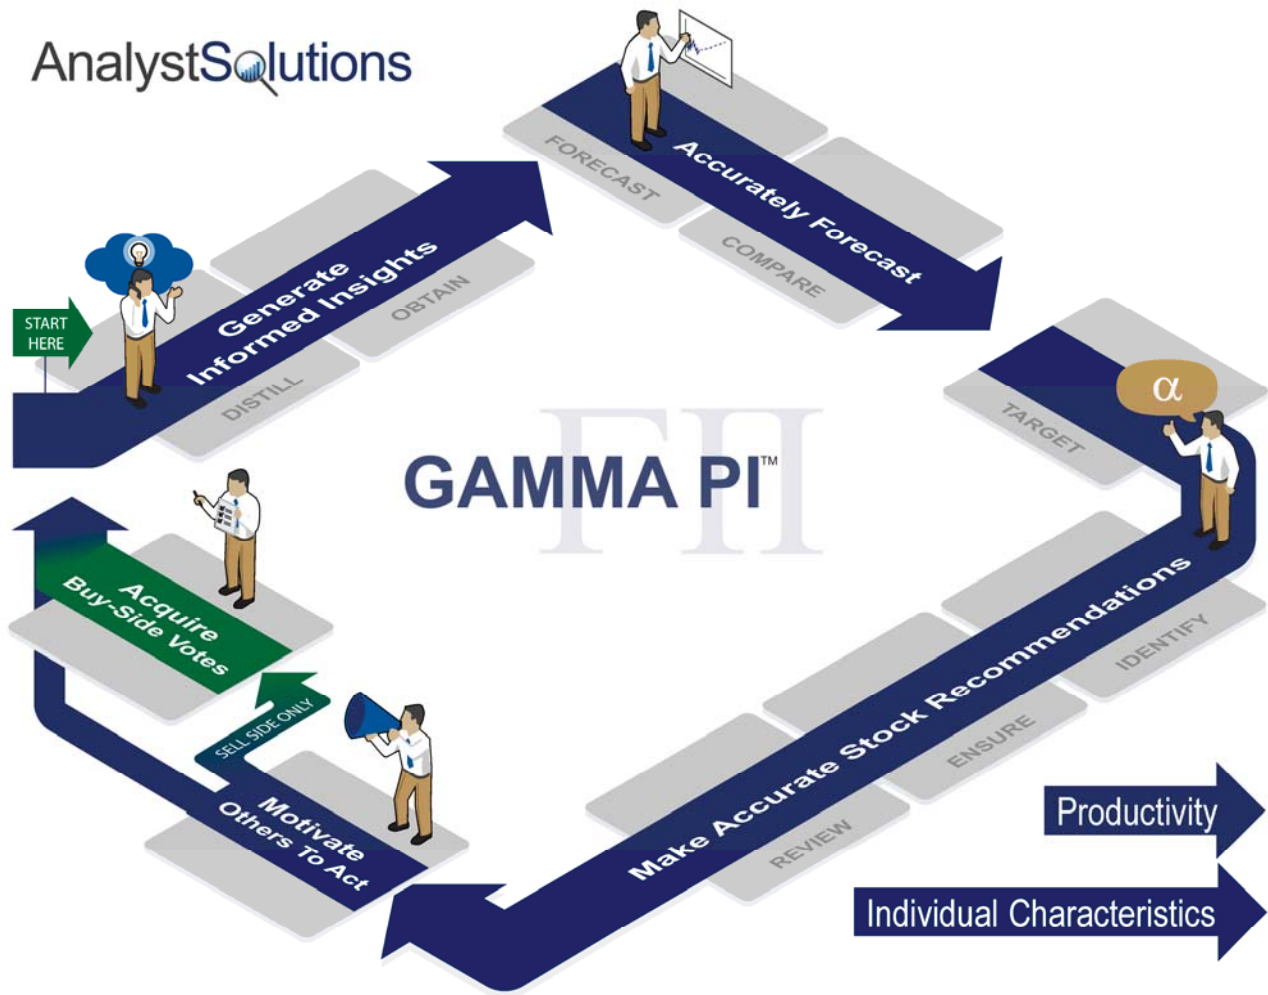 AnalystSolutions
START
HERE
Generate
Informed Insights
DISTILL
OBTAIN
FORECAST
Accurately Forecast
COMPARE
TARGET
α
GAMMA PI™
ΓΠ
Make Accurate Stock Recommendations
IDENTIFY
ENSURE
REVIEW
Motivate
Others To Act
SELL SIDE ONLY
Acquire
Buy-Side Votes
Productivity
Individual Characteristics